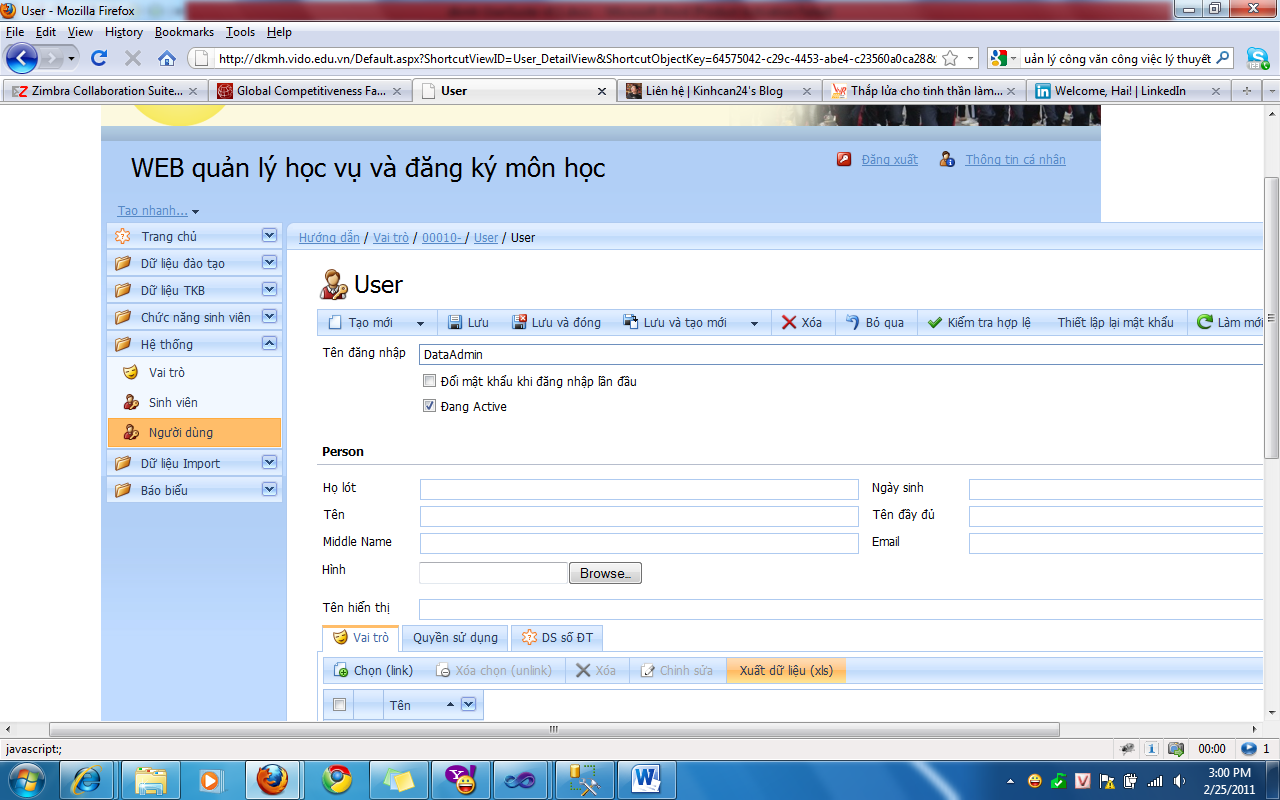 User - Mozilla Firefox
File Edit View History Bookmarks Tools Help
http://dkmh.vido.edu.vn/Default.aspx?ShortcutViewID=User_DetailView&ShortcutObjectKey=64575042-c29c-4453-abe4-c23560a0ca28&
uản lý công văn công việc lý thuyết
Zimbra Collaboration Suite... Global Competitiveness Fa... User Liên hệ | Kinhcan24's Blog Thắp lửa cho tinh thần làm... Welcome, Hai! | LinkedIn
WEB quản lý học vụ và đăng ký môn học
Đăng xuất Thông tin cá nhân
Tạo nhanh...
Trang chủ
Dữ liệu đào tạo
Dữ liệu TKB
Chức năng sinh viên
Hệ thống
Vai trò
Sinh viên
Người dùng
Dữ liệu Import
Báo biểu
Hướng dẫn / Vai trò / 00010- / User / User
User
Tạo mới Lưu Lưu và đóng Lưu và tạo mới Xóa Bỏ qua Kiểm tra hợp lệ Thiết lập lại mật khẩu Làm mới
Tên đăng nhập DataAdmin
Đổi mật khẩu khi đăng nhập lần đầu
Đang Active
Person
Họ lót Ngày sinh
Tên Tên đầy đủ
Middle Name Email
Hình Browse...
Tên hiển thị
Vai trò Quyền sử dụng DS số ĐT
Chọn (link) Xóa chọn (unlink) Xóa Chỉnh sửa Xuất dữ liệu (xls)
Tên
javascript:;
00:00 1
3:00 PM
2/25/2011